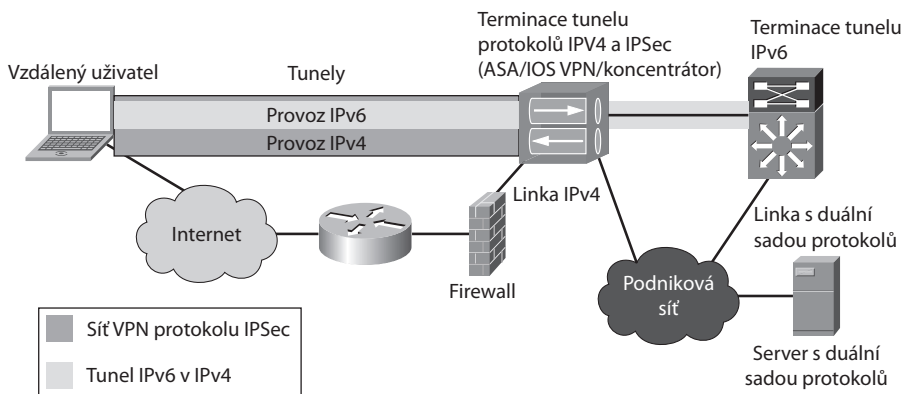 Vzdálený uživatel
Tunely
Terminace tunelu
protokolů IPV4 a IPSec
(ASA/IOS VPN/koncentrátor)
Terminace tunelu
IPv6
Provoz IPv6
Provoz IPv4
Internet
Linka IPv4
Firewall
Linka s duální
sadou protokolů
Podniková
síť
Server s duální
sadou protokolů
Síť VPN protokolu IPSec
Tunel IPv6 v IPv4